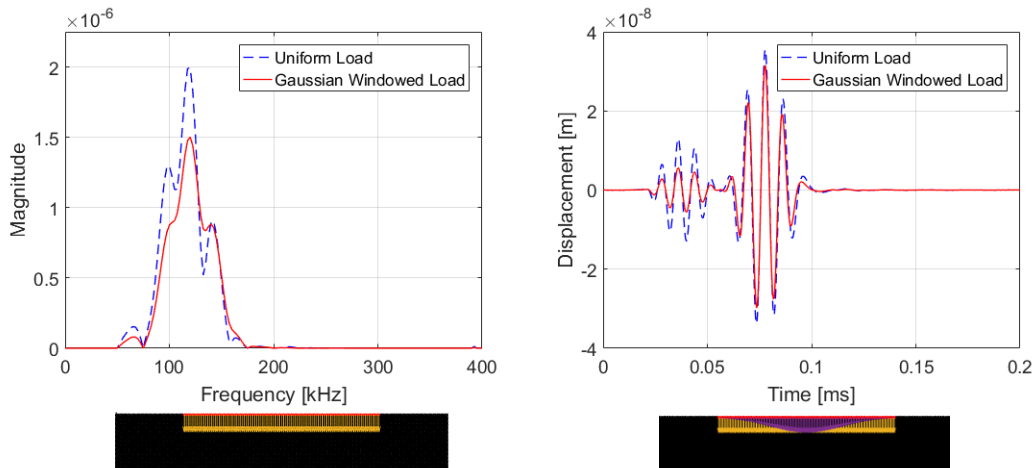 ×10⁻⁶
Uniform Load
Gaussian Windowed Load
2
1.5
1
0.5
0
Magnitude
0 100 200 300 400
Frequency [kHz]
×10⁻⁸
Uniform Load
Gaussian Windowed Load
4
2
0
-2
-4
Displacement [m]
0 0.05 0.1 0.15 0.2
Time [ms]